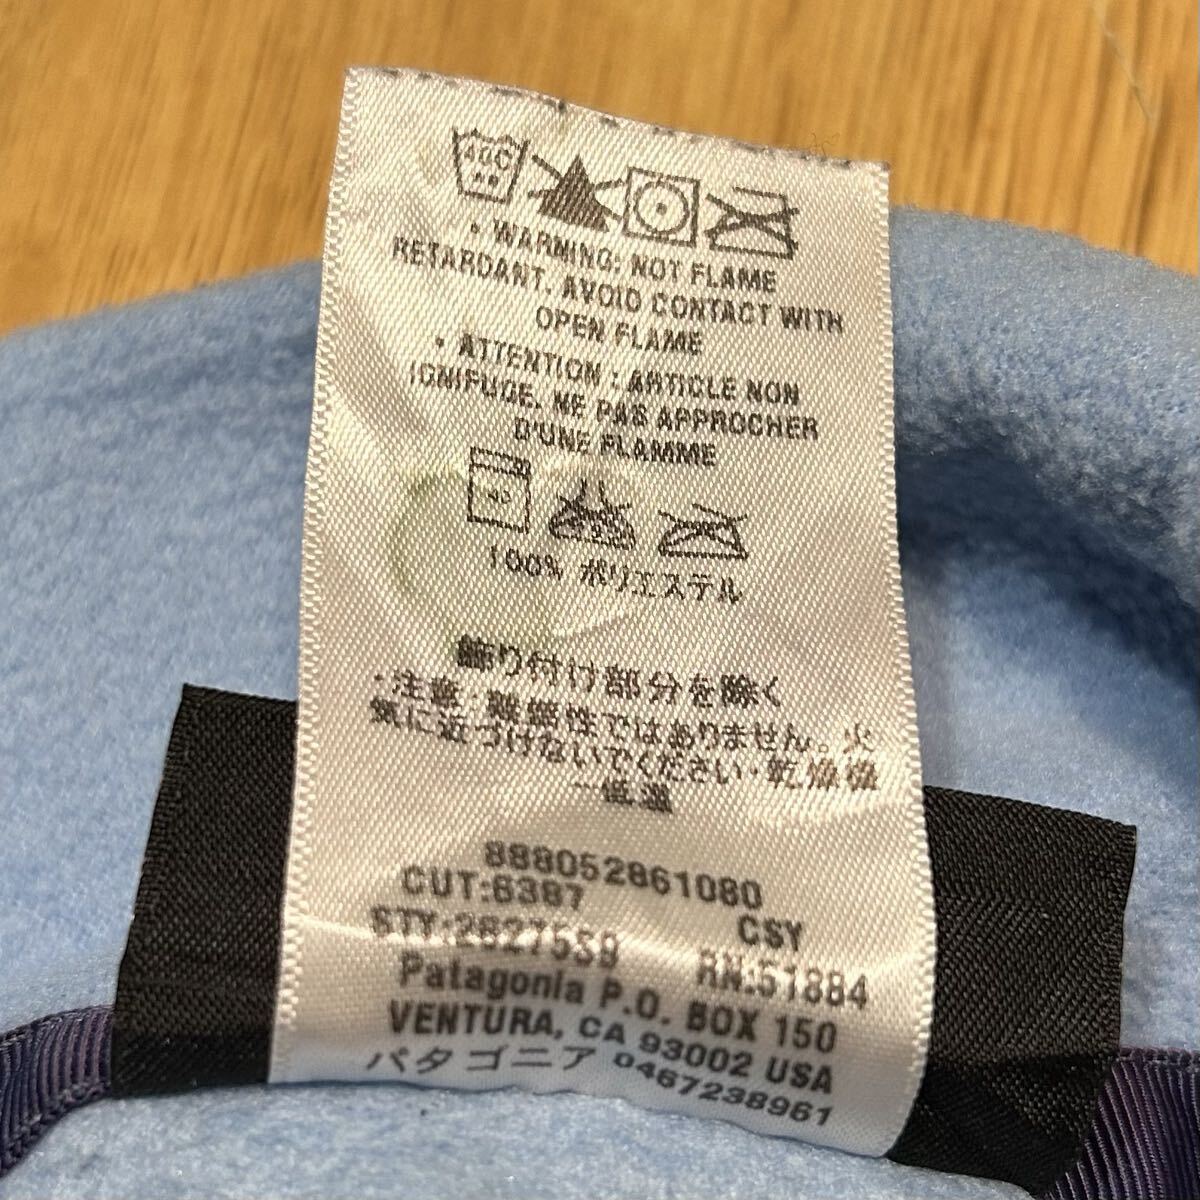 40C
• WARNING: NOT FLAME
RETARDANT. AVOID CONTACT WITH
OPEN FLAME
• ATTENTION : ARTICLE NON
IGNIFUGE. NE PAS APPROCHER
D'UNE FLAMME
40
100% ポリエステル
飾り付け部分を除く
・注意：難燃性ではありません。火
気に近づけないでください・乾燥機
－低温
888052861080
CUT:6387
CSY
STY:26275S9
RN:51884
Patagonia P.O. BOX 150
VENTURA, CA 93002 USA
パタゴニア 0467238961